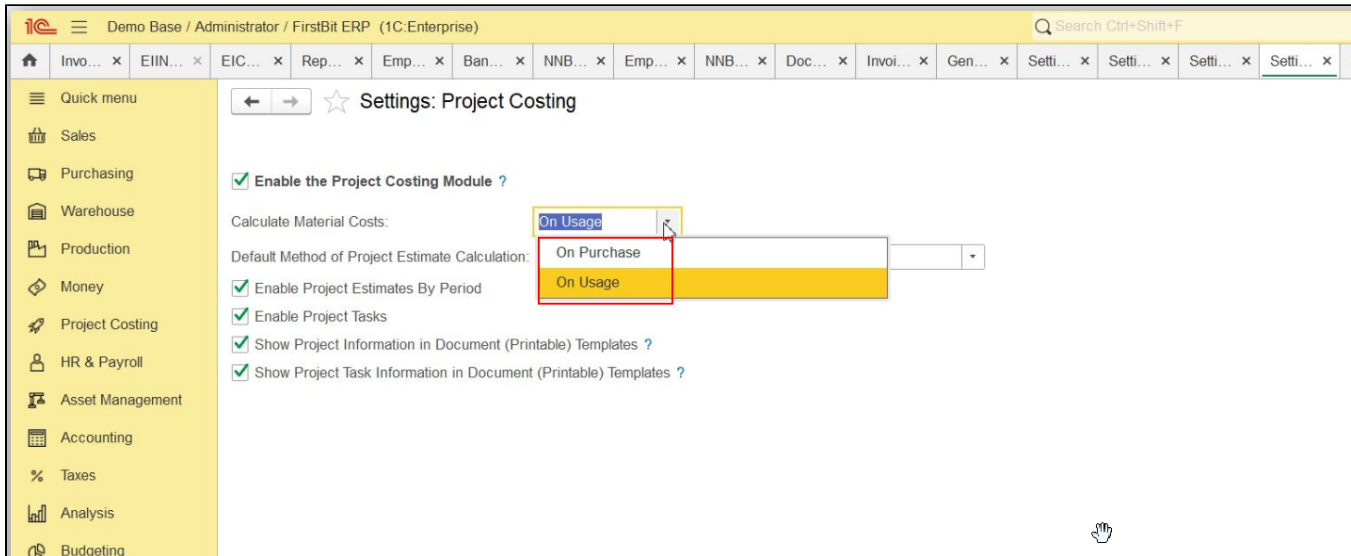 1C Demo Base / Administrator / FirstBit ERP (1C:Enterprise) Search Ctrl+Shift+F
Invo... × EIIN... × EIC... × Rep... × Emp... × Ban... × NNB... × Emp... × NNB... × Doc... × Invoi... × Gen... × Setti... × Setti... × Setti... × Setti... ×
Quick menu
Settings: Project Costing
Sales
Purchasing
Enable the Project Costing Module ?
Warehouse
Calculate Material Costs: On Usage
Production
Default Method of Project Estimate Calculation:
On Purchase
On Usage
Money
Enable Project Estimates By Period
Project Costing
Enable Project Tasks
Show Project Information in Document (Printable) Templates ?
HR & Payroll
Show Project Task Information in Document (Printable) Templates ?
Asset Management
Accounting
Taxes
Analysis
Budgeting